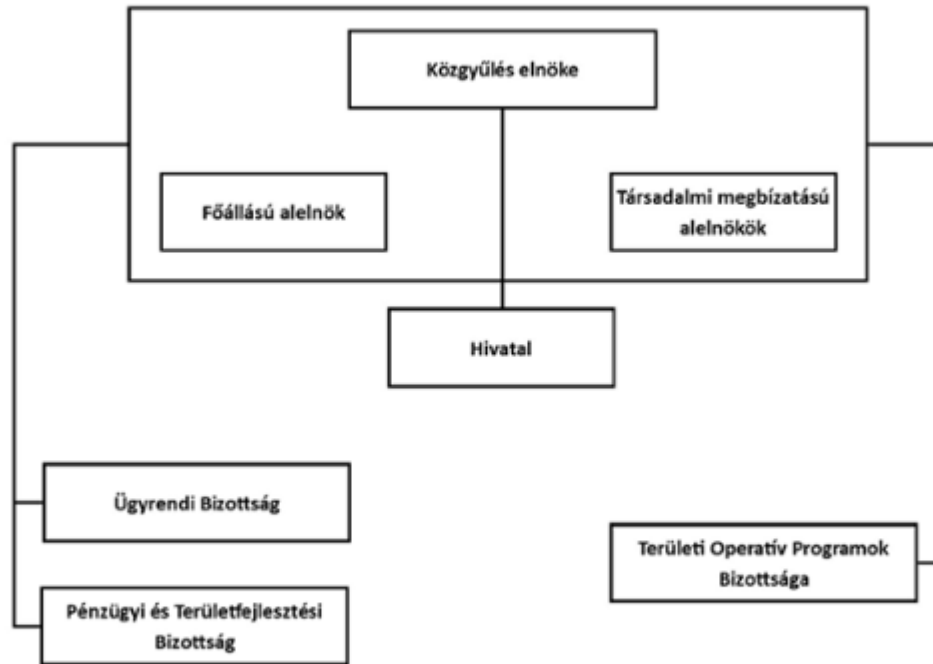 Közgyűlés elnöke
Főállású alelnök
Társadalmi megbízatású
alelnökök
Hivatal
Ügyrendi Bizottság
Pénzügyi és Területfejlesztési
Bizottság
Területi Operatív Programok
Bizottsága